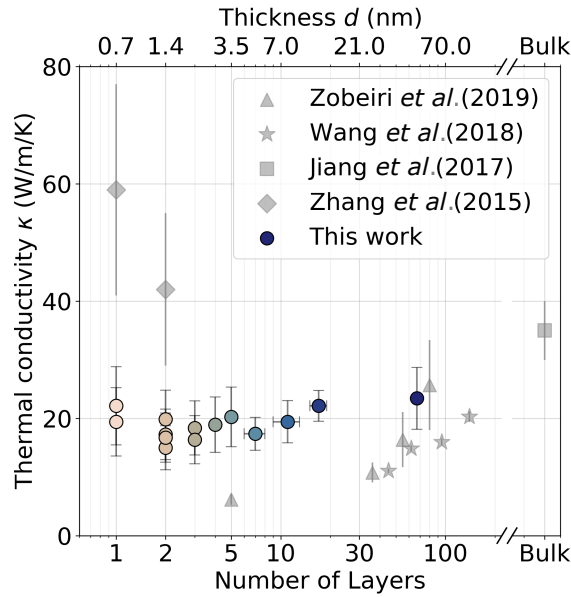 Thickness d (nm)
0.7 1.4 3.5 7.0 21.0 70.0 Bulk
Thermal conductivity κ (W/m/K)
80
60
40
20
0
Zobeiri et al.(2019)
Wang et al.(2018)
Jiang et al.(2017)
Zhang et al.(2015)
This work
1 2 5 10 30 100 Bulk
Number of Layers